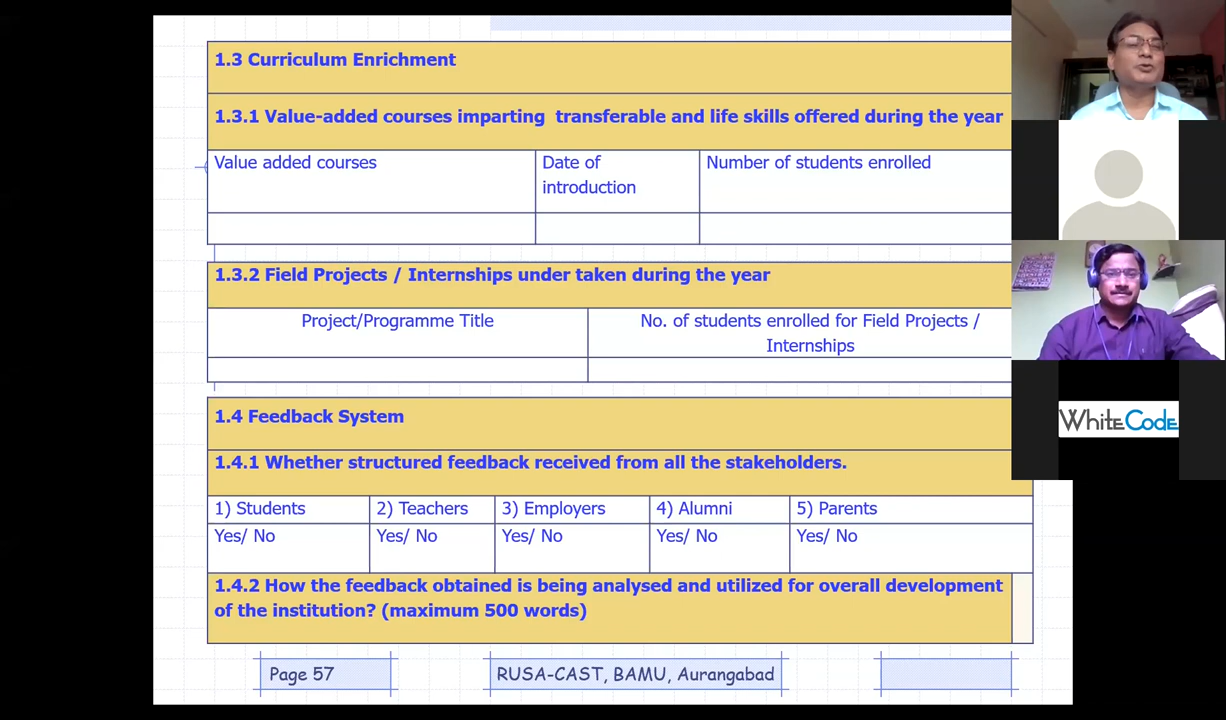 1.3 Curriculum Enrichment
1.3.1 Value-added courses imparting transferable and life skills offered during the year
Value added courses
Date of
introduction
Number of students enrolled
1.3.2 Field Projects / Internships under taken during the year
Project/Programme Title
No. of students enrolled for Field Projects /
Internships
1.4 Feedback System
1.4.1 Whether structured feedback received from all the stakeholders.
1) Students
2) Teachers
3) Employers
4) Alumni
5) Parents
Yes/ No
Yes/ No
Yes/ No
Yes/ No
Yes/ No
1.4.2 How the feedback obtained is being analysed and utilized for overall development
of the institution? (maximum 500 words)
Page 57
RUSA-CAST, BAMU, Aurangabad
WhiteCode